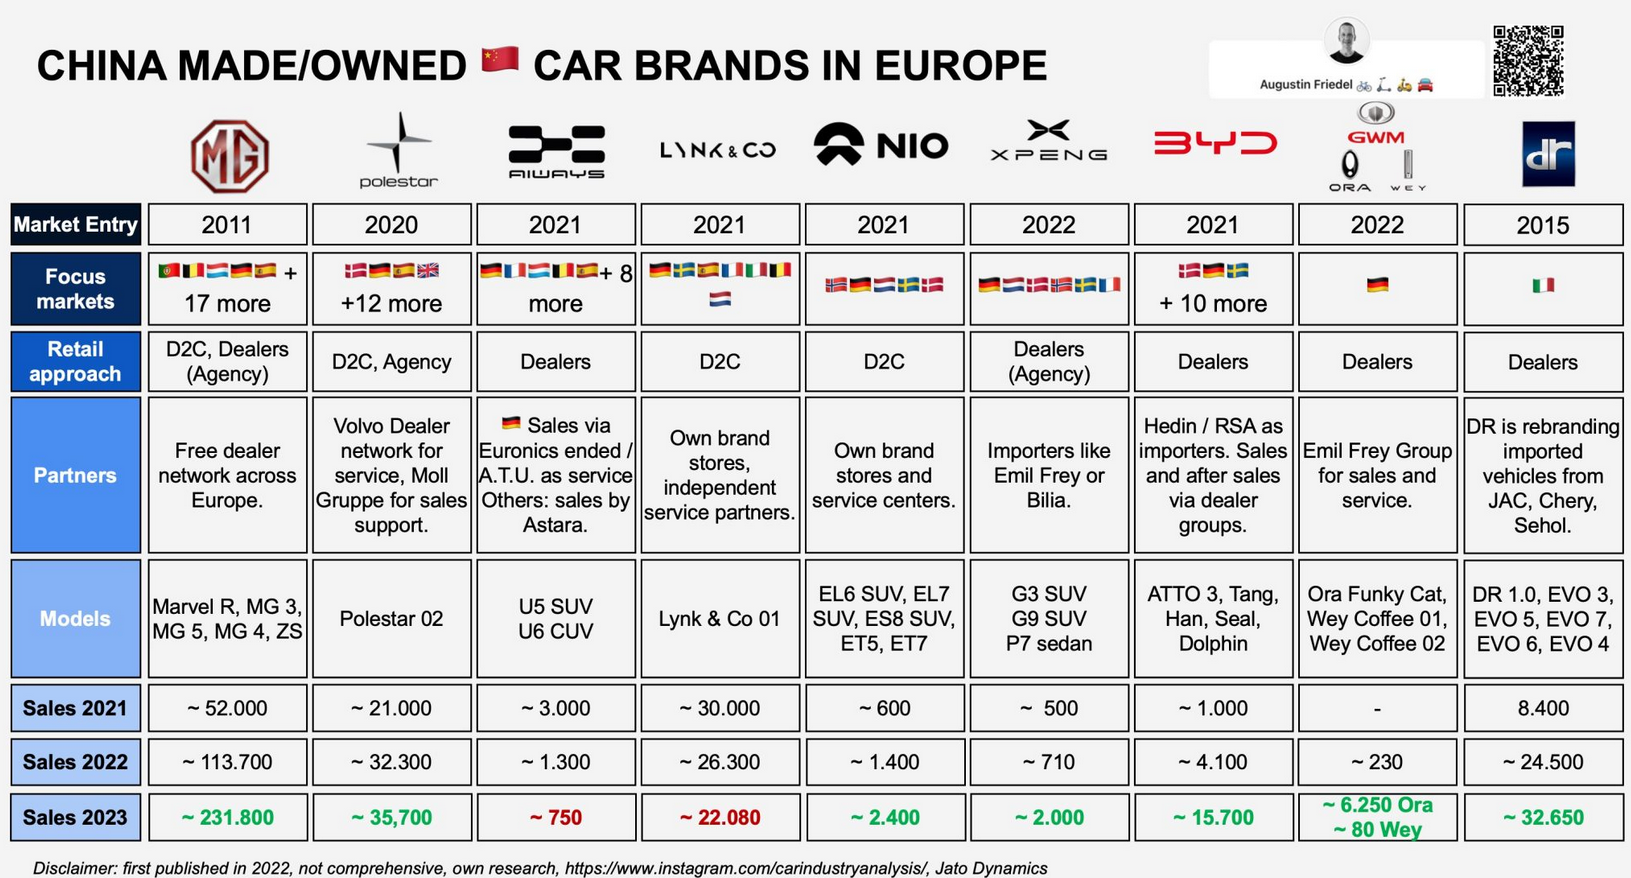 CHINA MADE/OWNED 🇨🇳 CAR BRANDS IN EUROPE
Augustin Friedel 🚲 🛴 🛵 🚘
MG
polestar
AIWAYS
LYNK & CO
NIO
XPENG
BYD
GWM
ORA WEY
dr
Market Entry
2011
2020
2021
2021
2021
2022
2021
2022
2015
Focus
markets
🇵🇹🇧🇪🇱🇺🇩🇪🇪🇸 +
17 more
🇩🇰🇩🇪🇪🇸🇬🇧
+12 more
🇩🇪🇫🇷🇱🇺🇧🇪🇪🇸+ 8
more
🇩🇪🇸🇪🇪🇸🇫🇷🇮🇹🇧🇪
🇳🇱
🇳🇴🇩🇪🇳🇱🇸🇪🇩🇰
🇩🇪🇳🇱🇩🇰🇳🇴🇸🇪🇫🇷
🇩🇰🇩🇪🇸🇪
+ 10 more
🇩🇪
🇮🇹
Retail
approach
D2C, Dealers
(Agency)
D2C, Agency
Dealers
D2C
D2C
Dealers
(Agency)
Dealers
Dealers
Dealers
Partners
Free dealer
network across
Europe.
Volvo Dealer
network for
service, Moll
Gruppe for sales
support.
🇩🇪 Sales via
Euronics ended /
A.T.U. as service
Others: sales by
Astara.
Own brand
stores,
independent
service partners.
Own brand
stores and
service centers.
Importers like
Emil Frey or
Bilia.
Hedin / RSA as
importers. Sales
and after sales
via dealer
groups.
Emil Frey Group
for sales and
service.
DR is rebranding
imported
vehicles from
JAC, Chery,
Sehol.
Models
Marvel R, MG 3,
MG 5, MG 4, ZS
Polestar 02
U5 SUV
U6 CUV
Lynk & Co 01
EL6 SUV, EL7
SUV, ES8 SUV,
ET5, ET7
G3 SUV
G9 SUV
P7 sedan
ATTO 3, Tang,
Han, Seal,
Dolphin
Ora Funky Cat,
Wey Coffee 01,
Wey Coffee 02
DR 1.0, EVO 3,
EVO 5, EVO 7,
EVO 6, EVO 4
Sales 2021
~ 52.000
~ 21.000
~ 3.000
~ 30.000
~ 600
~ 500
~ 1.000
-
8.400
Sales 2022
~ 113.700
~ 32.300
~ 1.300
~ 26.300
~ 1.400
~ 710
~ 4.100
~ 230
~ 24.500
Sales 2023
~ 231.800
~ 35,700
~ 750
~ 22.080
~ 2.400
~ 2.000
~ 15.700
~ 6.250 Ora
~ 80 Wey
~ 32.650
Disclaimer: first published in 2022, not comprehensive, own research, https://www.instagram.com/carindustryanalysis/, Jato Dynamics